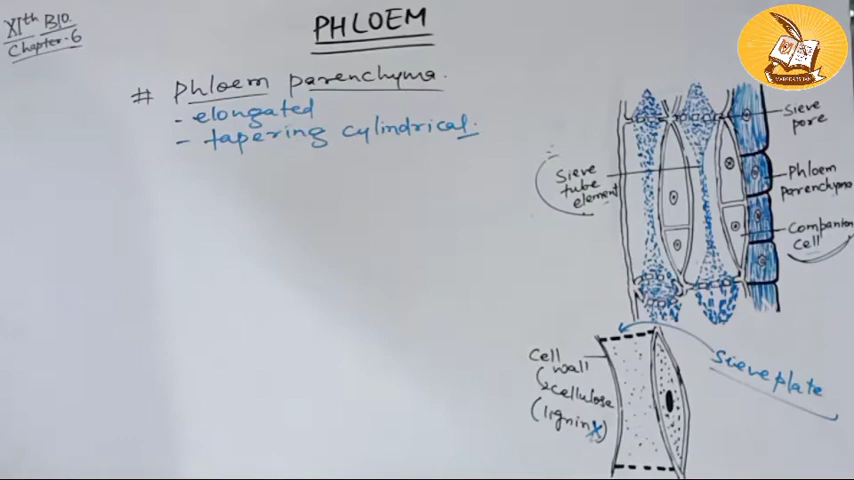 XIth BIO.
Chapter-6
PHLOEM
# Phloem parenchyma.
- elongated
- tapering cylindrical.
Sieve
pore
Sieve
tube
element
Phloem
parenchyma
Companion
cell
Cell
wall
cellulose
(lignin X)
Sieve plate